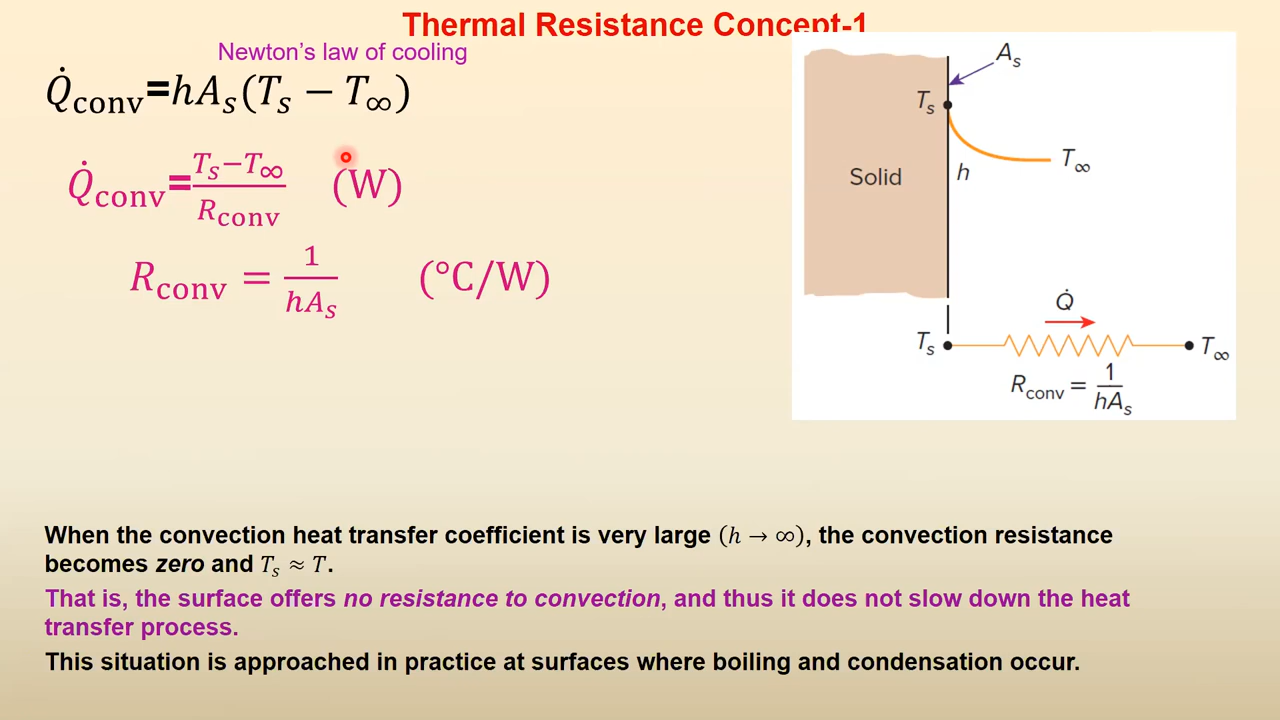 Thermal Resistance Concept-1
Newton's law of cooling
Q̇conv=hAₛ(Tₛ − T∞)
Q̇conv=(Tₛ−T∞)/Rconv (W)
Rconv = 1/(hAₛ) (°C/W)
Aₛ
Tₛ
T∞
Solid
h
Q̇
Tₛ
T∞
Rconv = 1/(hAₛ)
When the convection heat transfer coefficient is very large (h → ∞), the convection resistance
becomes zero and Tₛ ≈ T.
That is, the surface offers no resistance to convection, and thus it does not slow down the heat
transfer process.
This situation is approached in practice at surfaces where boiling and condensation occur.